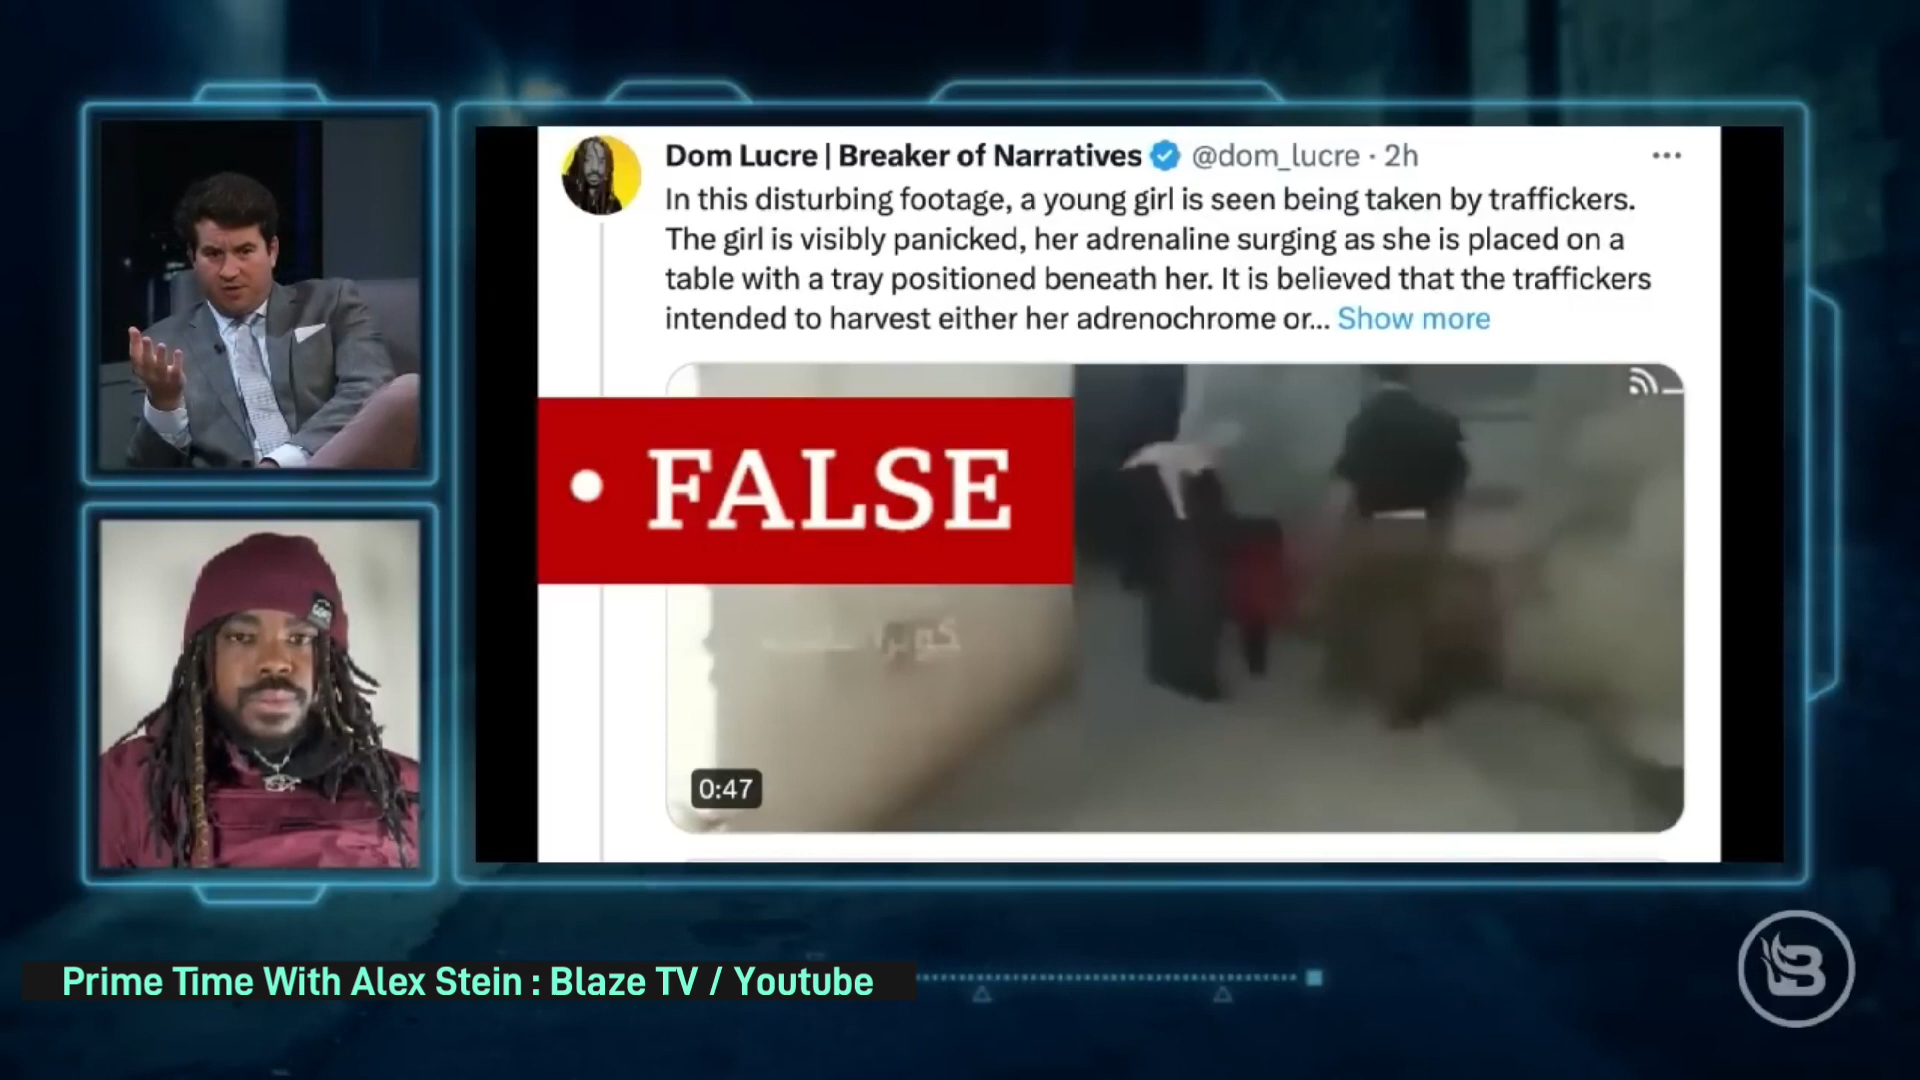 Dom Lucre | Breaker of Narratives @dom_lucre · 2h
In this disturbing footage, a young girl is seen being taken by traffickers.
The girl is visibly panicked, her adrenaline surging as she is placed on a
table with a tray positioned beneath her. It is believed that the traffickers
intended to harvest either her adrenochrome or... Show more
• FALSE
0:47
Prime Time With Alex Stein : Blaze TV / Youtube
B